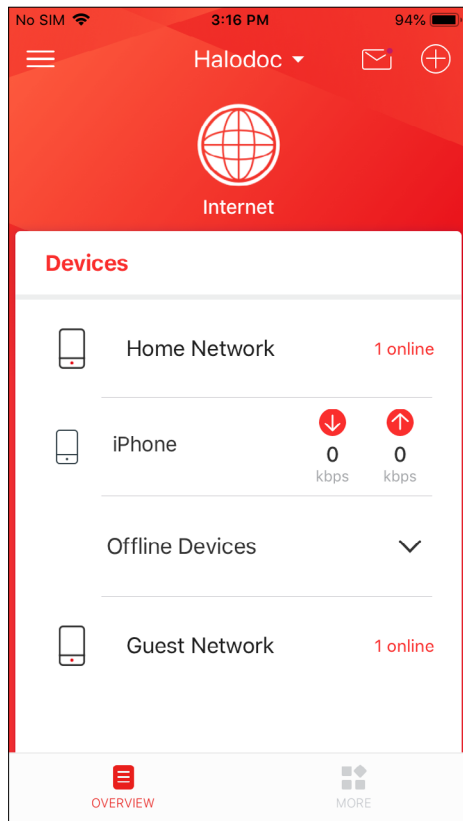 No SIM 3:16 PM 94%
Halodoc
Internet
Devices
Home Network 1 online
iPhone 0 kbps 0 kbps
Offline Devices
Guest Network 1 online
OVERVIEW MORE